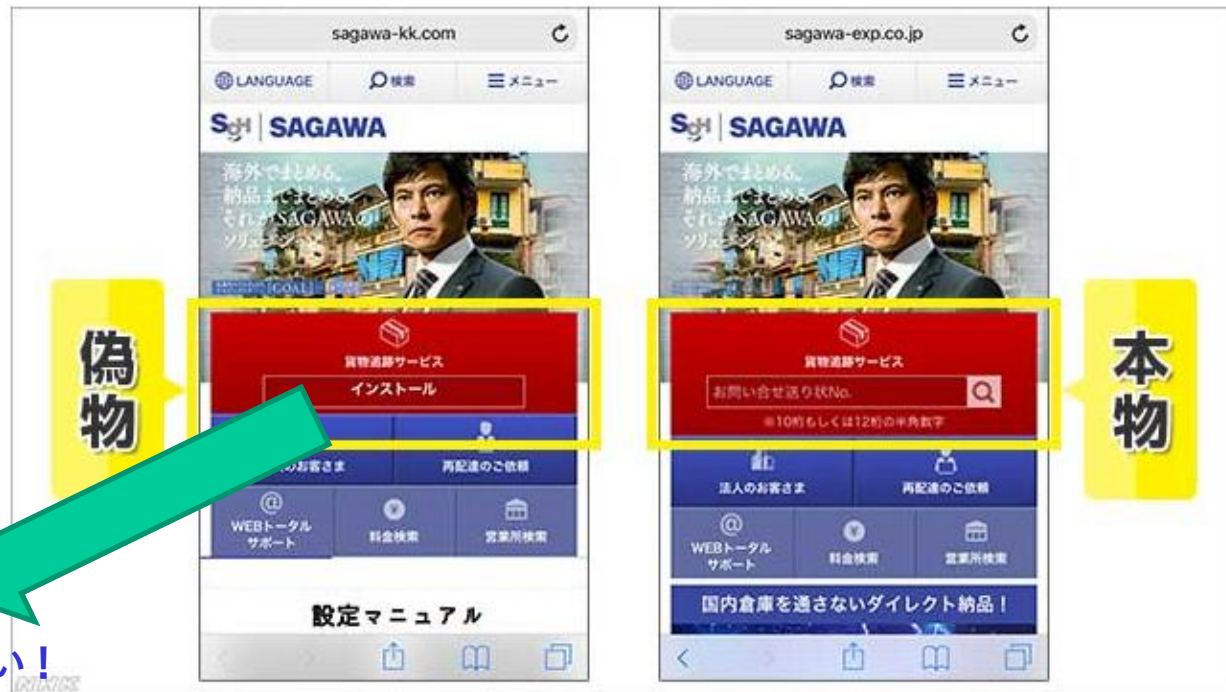 sagawa-kk.com
LANGUAGE 検索 メニュー
SGH SAGAWA
海外でまとめる。
納品までまとめる。
それがSAGAWAの
ソリューション
[GOAL]
貨物追跡サービス
インストール
のお客さま
再配達のご依頼
WEBトータル
サポート
料金検索
営業所検索
設定マニュアル
偽物
い！
NHK
sagawa-exp.co.jp
LANGUAGE 検索 メニュー
SGH SAGAWA
海外でまとめる。
納品までまとめる。
それがSAGAWAの
ソリューション
貨物追跡サービス
お問い合せ送り状No.
※10桁もしくは12桁の半角数字
法人のお客さま
再配達のご依頼
WEBトータル
サポート
料金検索
営業所検索
国内倉庫を通さないダイレクト納品！
本物